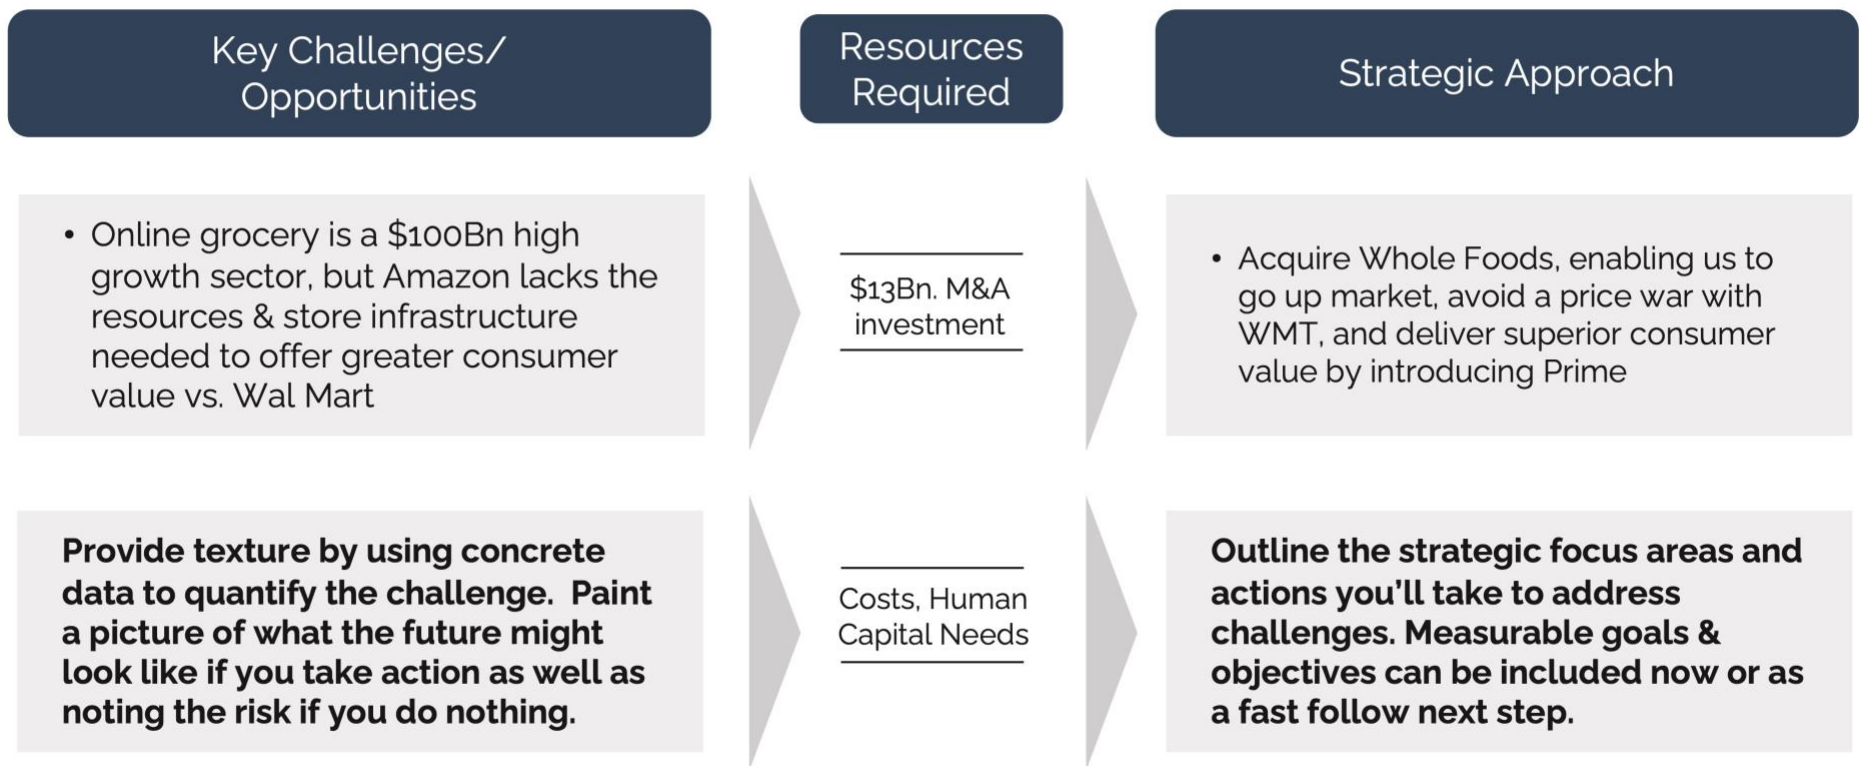 Key Challenges/
Opportunities
Resources
Required
Strategic Approach
• Online grocery is a $100Bn high
growth sector, but Amazon lacks the
resources & store infrastructure
needed to offer greater consumer
value vs. Wal Mart
$13Bn. M&A
investment
• Acquire Whole Foods, enabling us to
go up market, avoid a price war with
WMT, and deliver superior consumer
value by introducing Prime
Provide texture by using concrete
data to quantify the challenge.  Paint
a picture of what the future might
look like if you take action as well as
noting the risk if you do nothing.
Costs, Human
Capital Needs
Outline the strategic focus areas and
actions you’ll take to address
challenges. Measurable goals &
objectives can be included now or as
a fast follow next step.